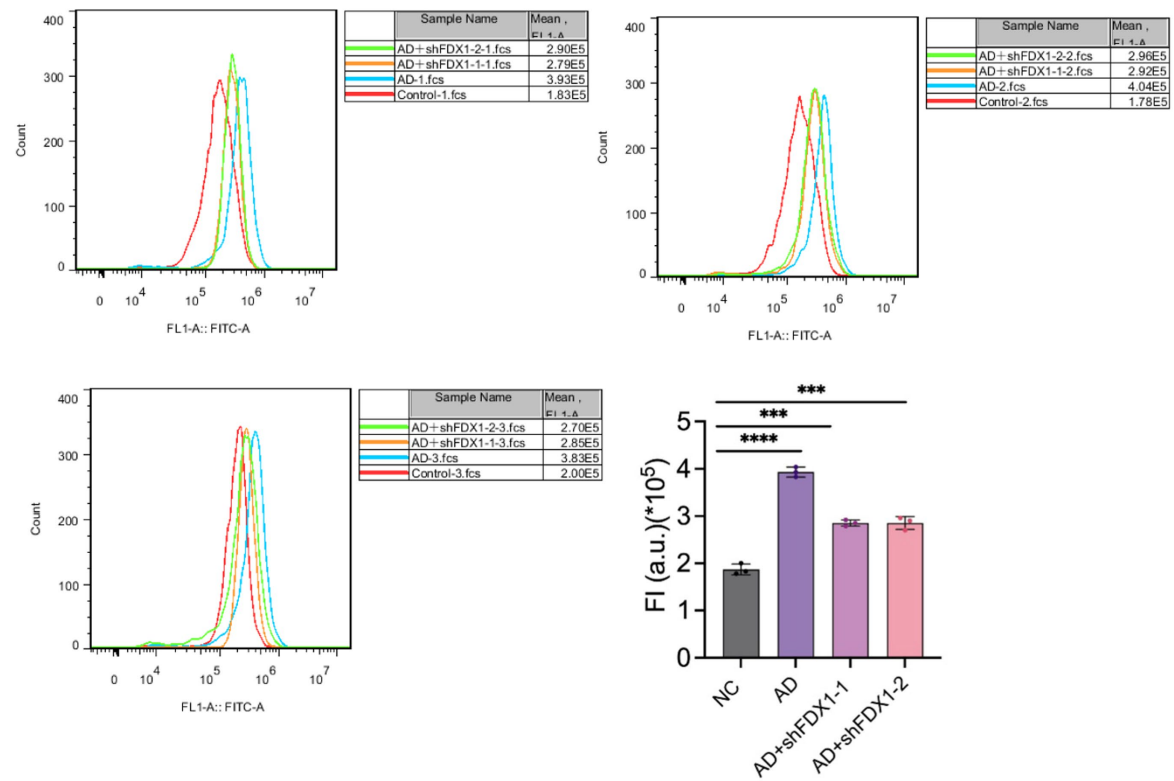 400
300
200
100
0
Count
0 10^4 10^5 10^6 10^7
FL1-A:: FITC-A
Sample Name Mean ,
AD+shFDX1-2-1.fcs 2.90E5
AD+shFDX1-1-1.fcs 2.79E5
AD-1.fcs 3.93E5
Control-1.fcs 1.83E5
400
300
200
100
0
Count
0 10^4 10^5 10^6 10^7
FL1-A:: FITC-A
Sample Name Mean ,
AD+shFDX1-2-2.fcs 2.96E5
AD+shFDX1-1-2.fcs 2.92E5
AD-2.fcs 4.04E5
Control-2.fcs 1.78E5
400
300
200
100
0
Count
0 10^4 10^5 10^6 10^7
FL1-A:: FITC-A
Sample Name Mean ,
AD+shFDX1-2-3.fcs 2.70E5
AD+shFDX1-1-3.fcs 2.85E5
AD-3.fcs 3.83E5
Control-3.fcs 2.00E5
***
***
****
5
4
3
2
1
0
FI (a.u.)(*10^5)
NC
AD
AD+shFDX1-1
AD+shFDX1-2